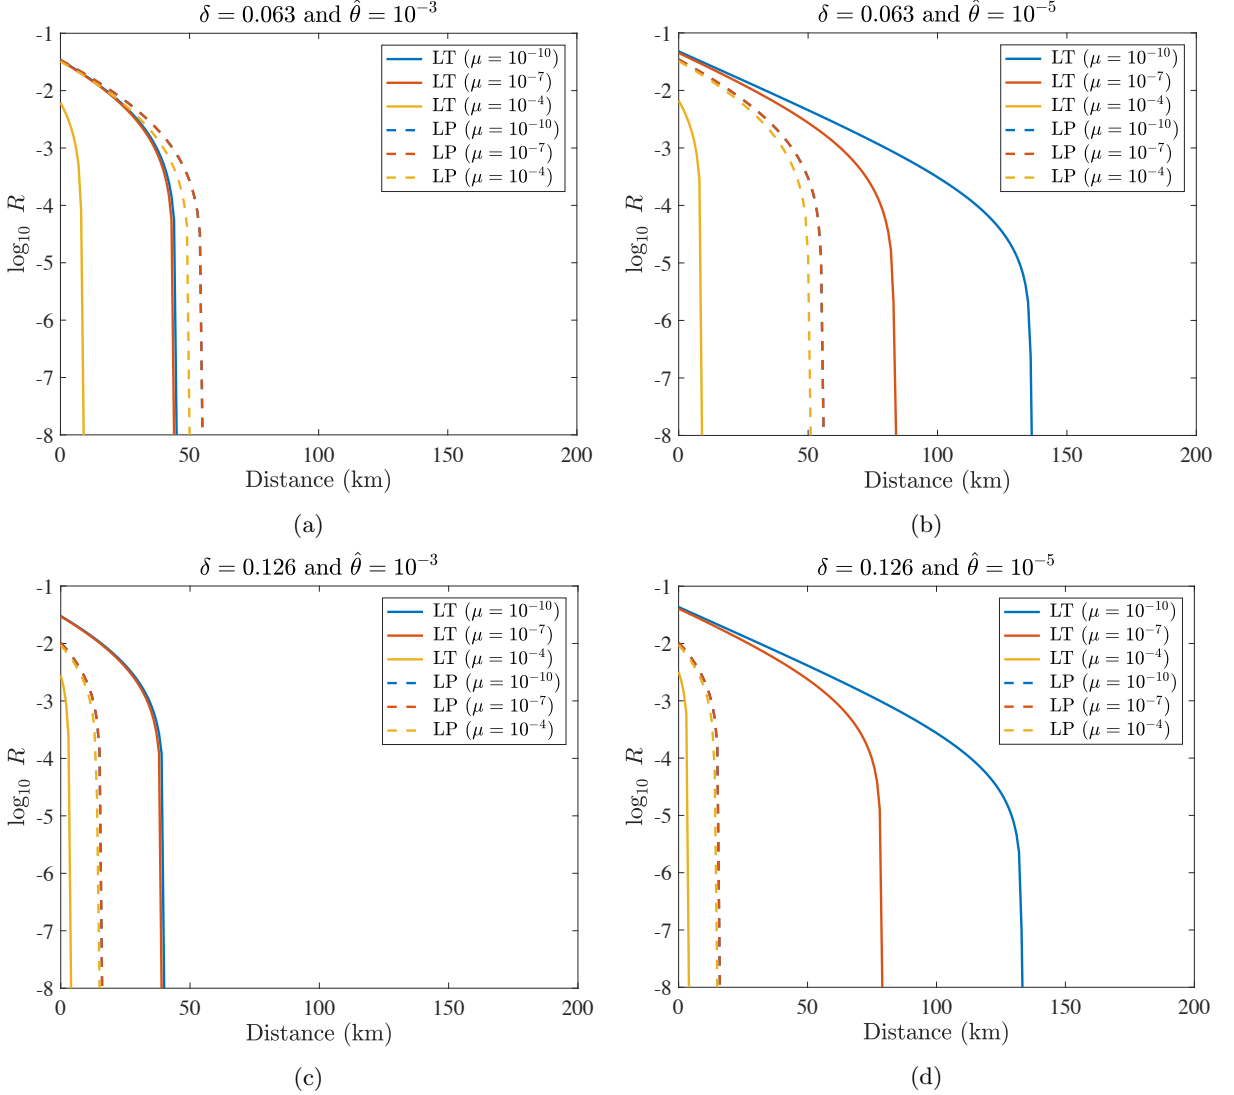 δ = 0.063 and θ̂ = 10⁻³
-1
-2
-3
-4
-5
-6
-7
-8
log₁₀ R
0
50
100
150
200
Distance (km)
LT (μ = 10⁻¹⁰)
LT (μ = 10⁻⁷)
LT (μ = 10⁻⁴)
LP (μ = 10⁻¹⁰)
LP (μ = 10⁻⁷)
LP (μ = 10⁻⁴)
(a)
δ = 0.063 and θ̂ = 10⁻⁵
-1
-2
-3
-4
-5
-6
-7
-8
log₁₀ R
0
50
100
150
200
Distance (km)
LT (μ = 10⁻¹⁰)
LT (μ = 10⁻⁷)
LT (μ = 10⁻⁴)
LP (μ = 10⁻¹⁰)
LP (μ = 10⁻⁷)
LP (μ = 10⁻⁴)
(b)
δ = 0.126 and θ̂ = 10⁻³
-1
-2
-3
-4
-5
-6
-7
-8
log₁₀ R
0
50
100
150
200
Distance (km)
LT (μ = 10⁻¹⁰)
LT (μ = 10⁻⁷)
LT (μ = 10⁻⁴)
LP (μ = 10⁻¹⁰)
LP (μ = 10⁻⁷)
LP (μ = 10⁻⁴)
(c)
δ = 0.126 and θ̂ = 10⁻⁵
-1
-2
-3
-4
-5
-6
-7
-8
log₁₀ R
0
50
100
150
200
Distance (km)
LT (μ = 10⁻¹⁰)
LT (μ = 10⁻⁷)
LT (μ = 10⁻⁴)
LP (μ = 10⁻¹⁰)
LP (μ = 10⁻⁷)
LP (μ = 10⁻⁴)
(d)